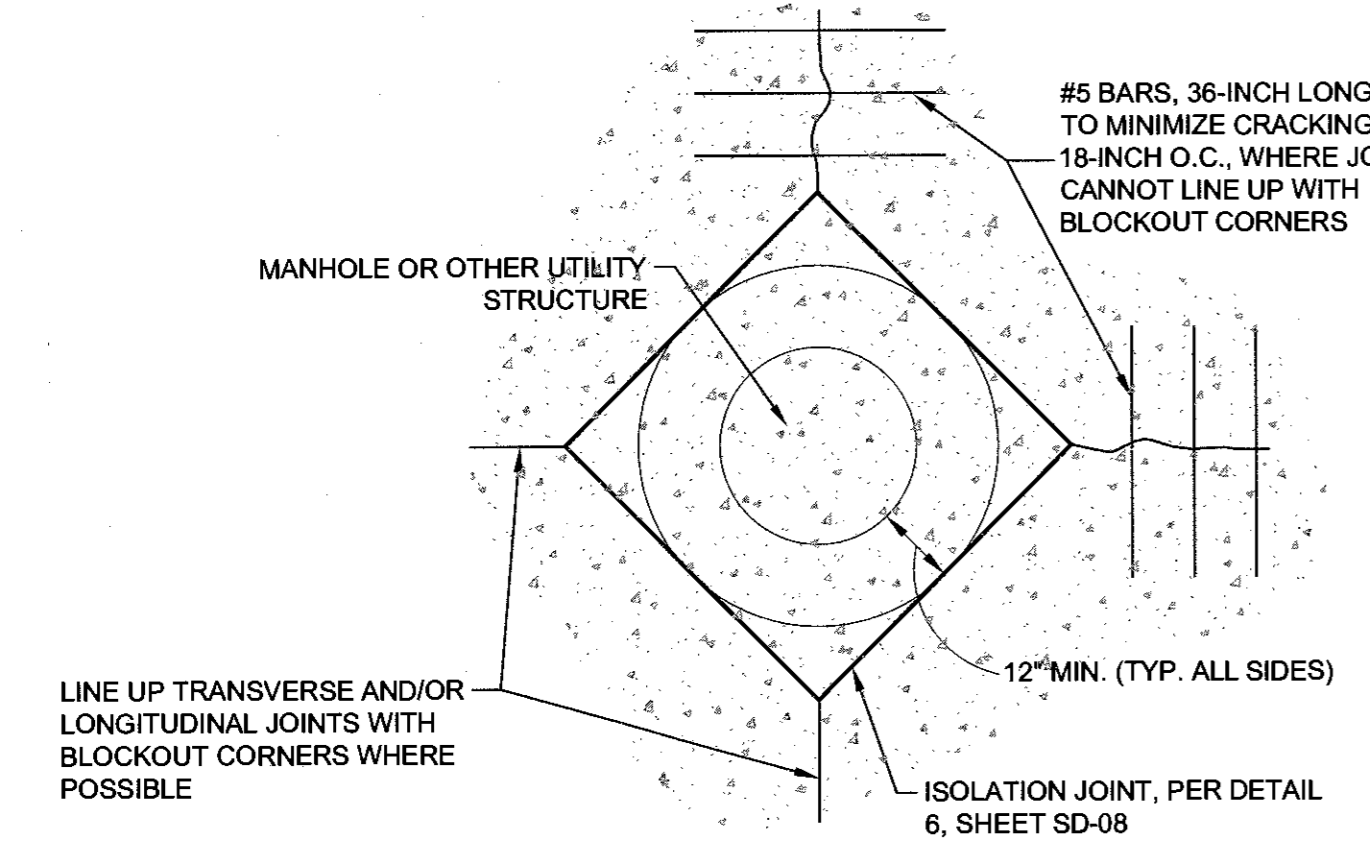 #5 BARS, 36-INCH LONG
TO MINIMIZE CRACKING
18-INCH O.C., WHERE
CANNOT LINE UP WITH
BLOCKOUT CORNERS
MANHOLE OR OTHER UTILITY
STRUCTURE
12" MIN. (TYP. ALL SIDES)
LINE UP TRANSVERSE AND/OR
LONGITUDINAL JOINTS WITH
BLOCKOUT CORNERS WHERE
POSSIBLE
ISOLATION JOINT, PER DETAIL
6, SHEET SD-08